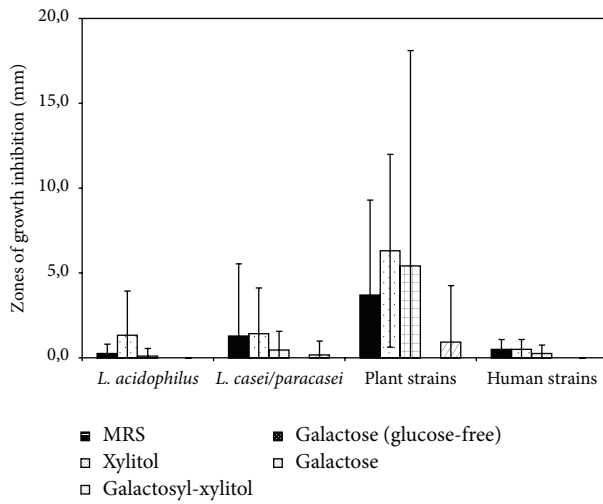 20,0
15,0
10,0
5,0
0,0
Zones of growth inhibition (mm)
L. acidophilus L. casei/paracasei Plant strains Human strains
MRS Galactose (glucose-free)
Xylitol Galactose
Galactosyl-xylitol